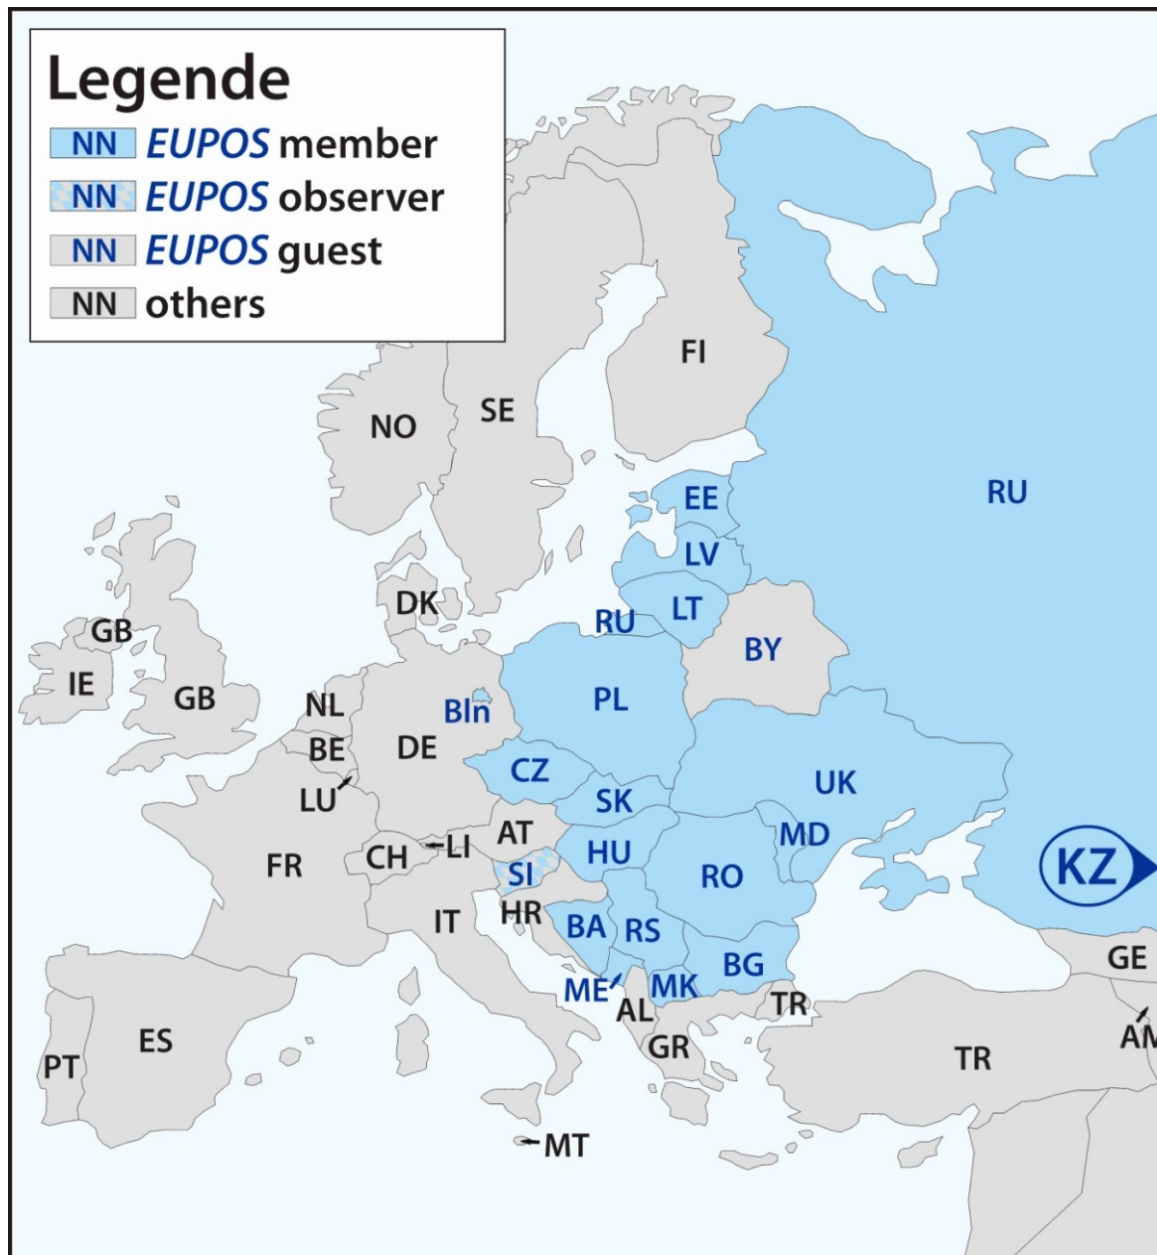 Legende
NN EUPOS member
NN EUPOS observer
NN EUPOS guest
NN others
FI
NO
SE
RU
EE
LV
LT
DK
RU
GB
BY
IE
GB
NL
Bln
PL
BE
DE
CZ
LU
SK
UK
AT
MD
FR
CH
LI
HU
KZ
SI
RO
HR
IT
BA
RS
BG
GE
ME
MK
AL
TR
AM
ES
PT
GR
TR
MT